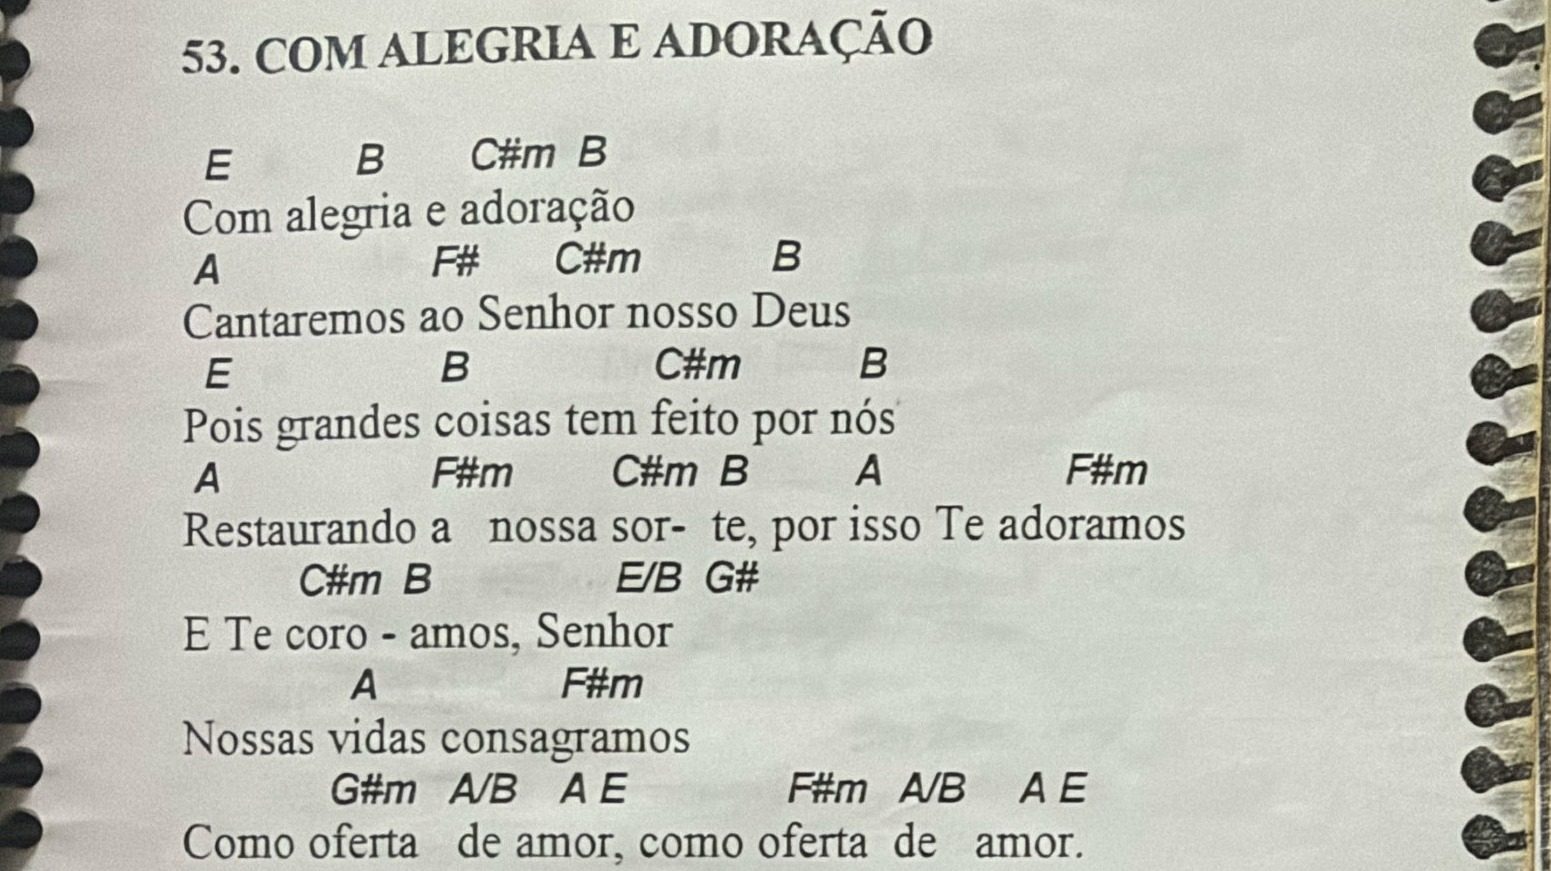 53. COM ALEGRIA E ADORAÇÃO
E B C#m B
Com alegria e adoração
A F# C#m B
Cantaremos ao Senhor nosso Deus
E B C#m B
Pois grandes coisas tem feito por nós
A F#m C#m B A F#m
Restaurando a nossa sor- te, por isso Te adoramos
C#m B E/B G#
E Te coro - amos, Senhor
A F#m
Nossas vidas consagramos
G#m A/B A E F#m A/B A E
Como oferta de amor, como oferta de amor.